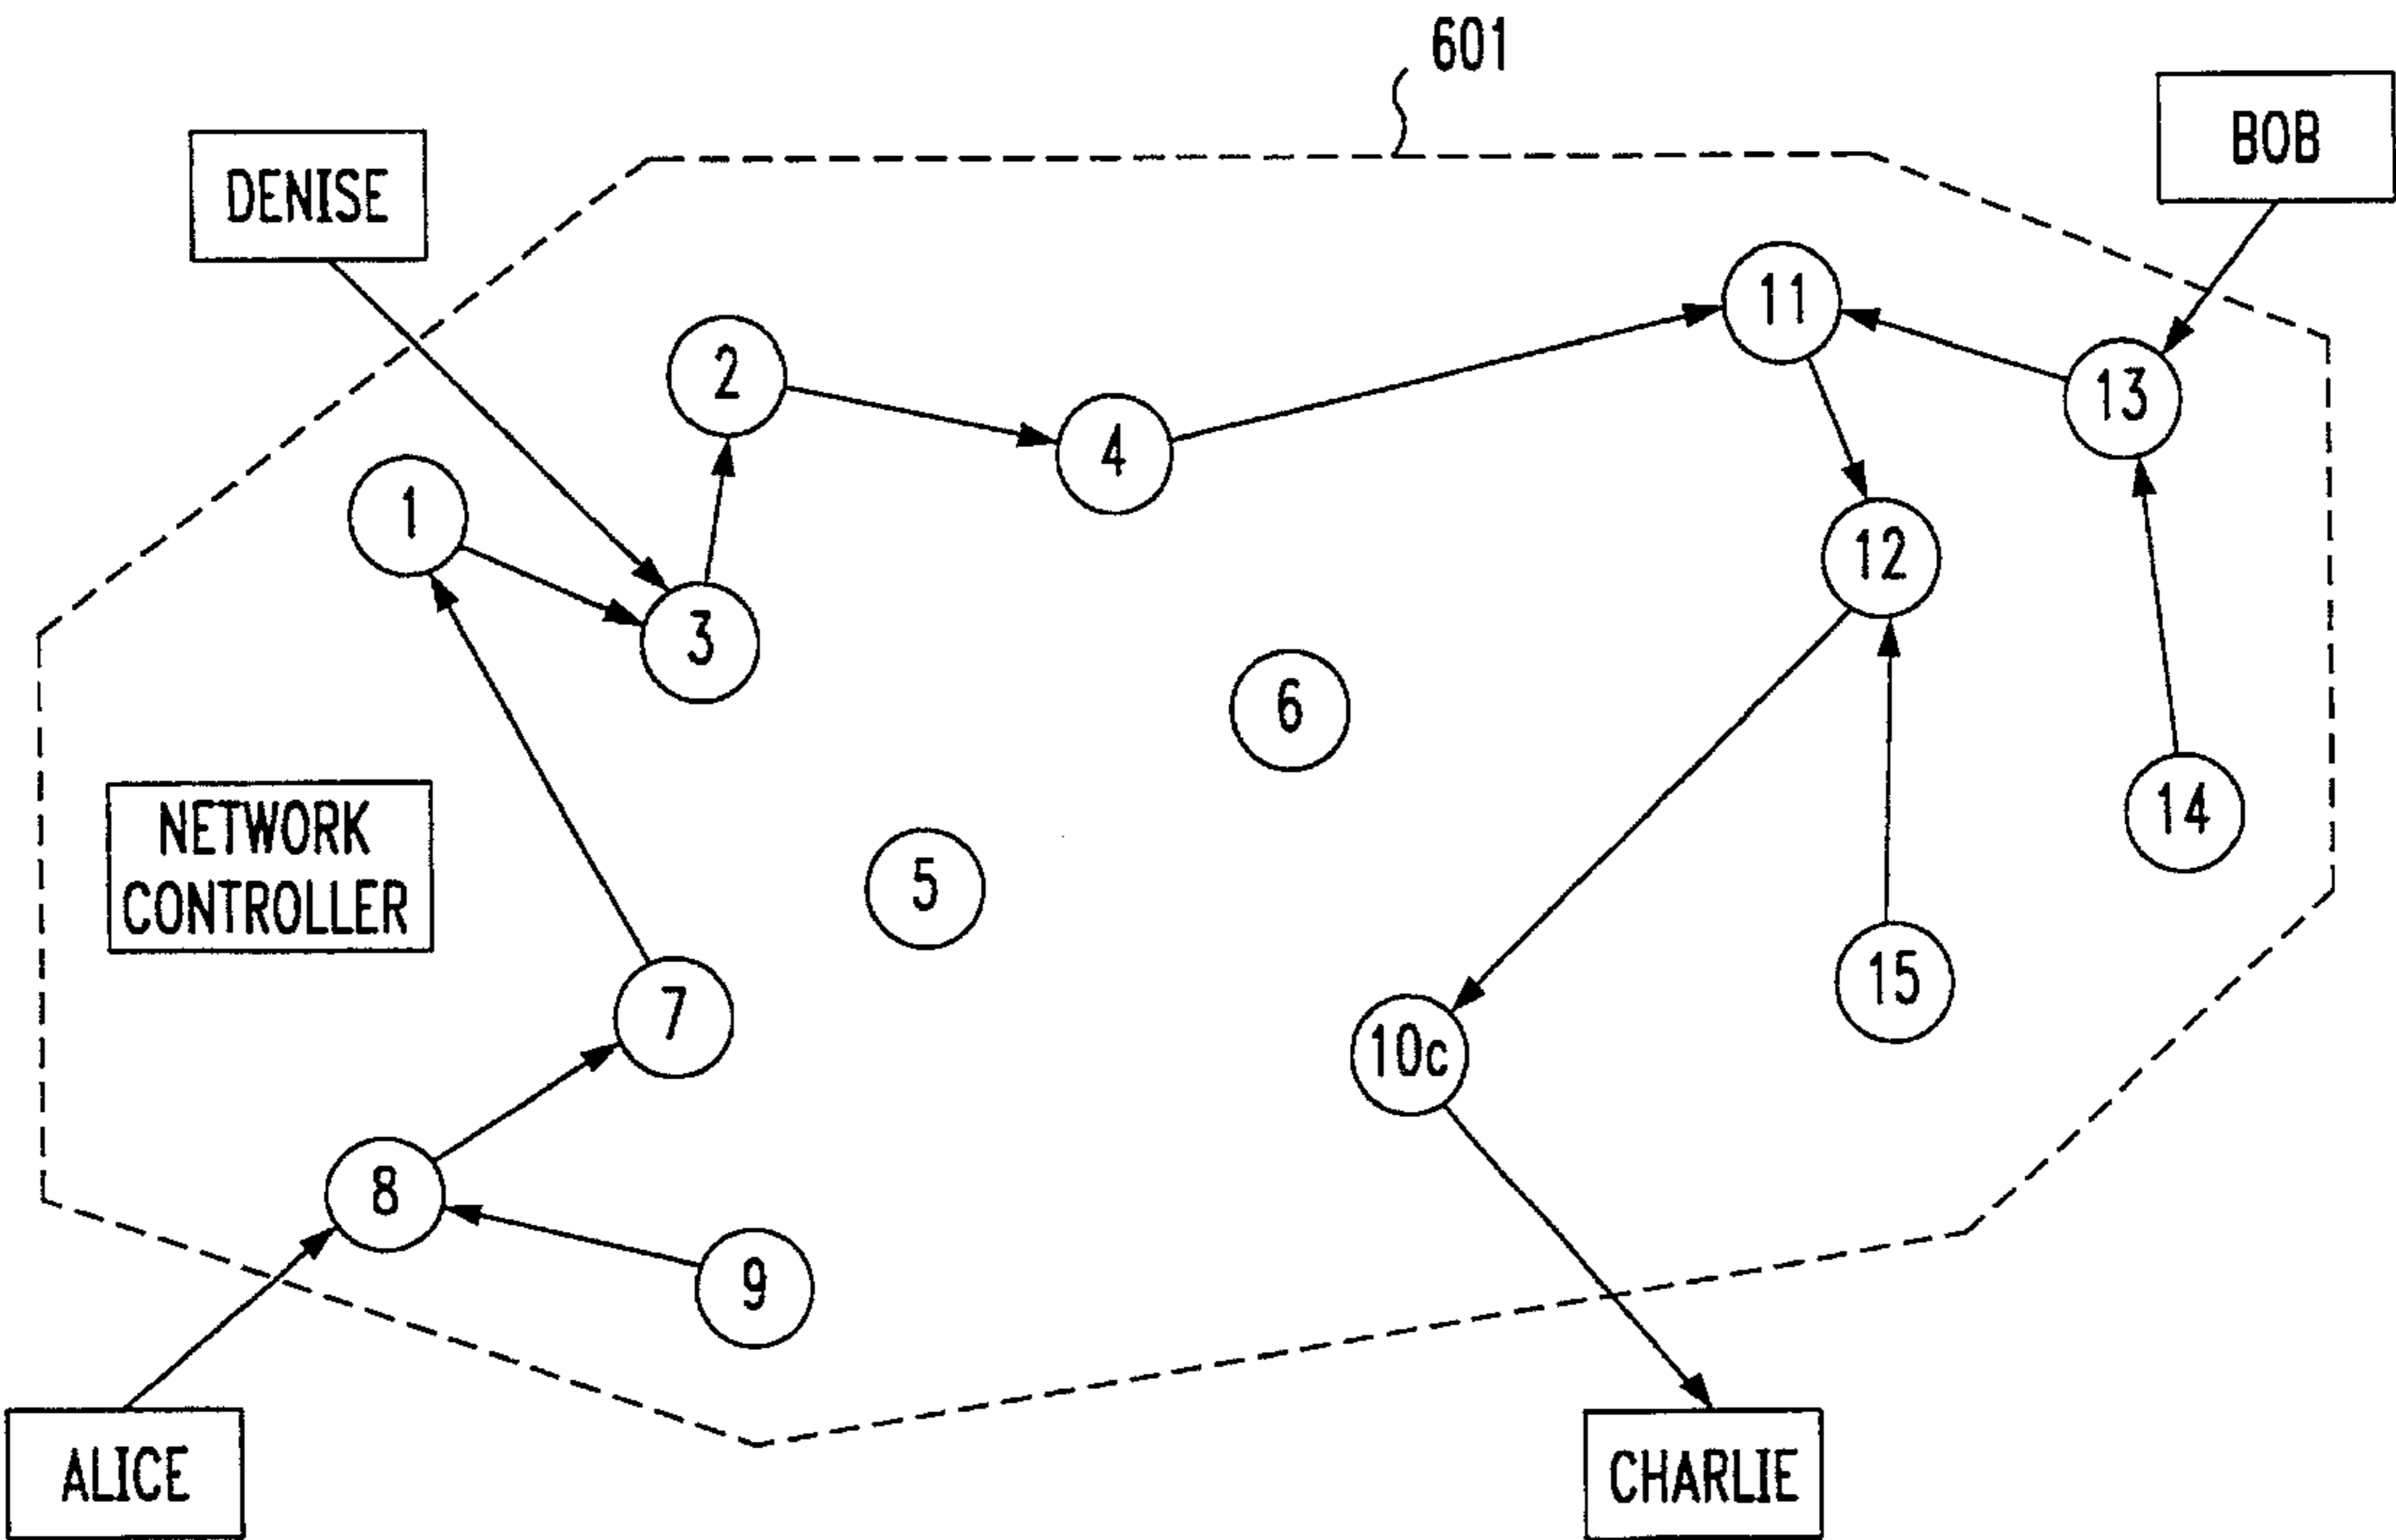 601
BOB
DENISE
11
2
13
4
1
12
3
6
NETWORK
CONTROLLER
14
5
15
7
10c
8
9
ALICE
CHARLIE